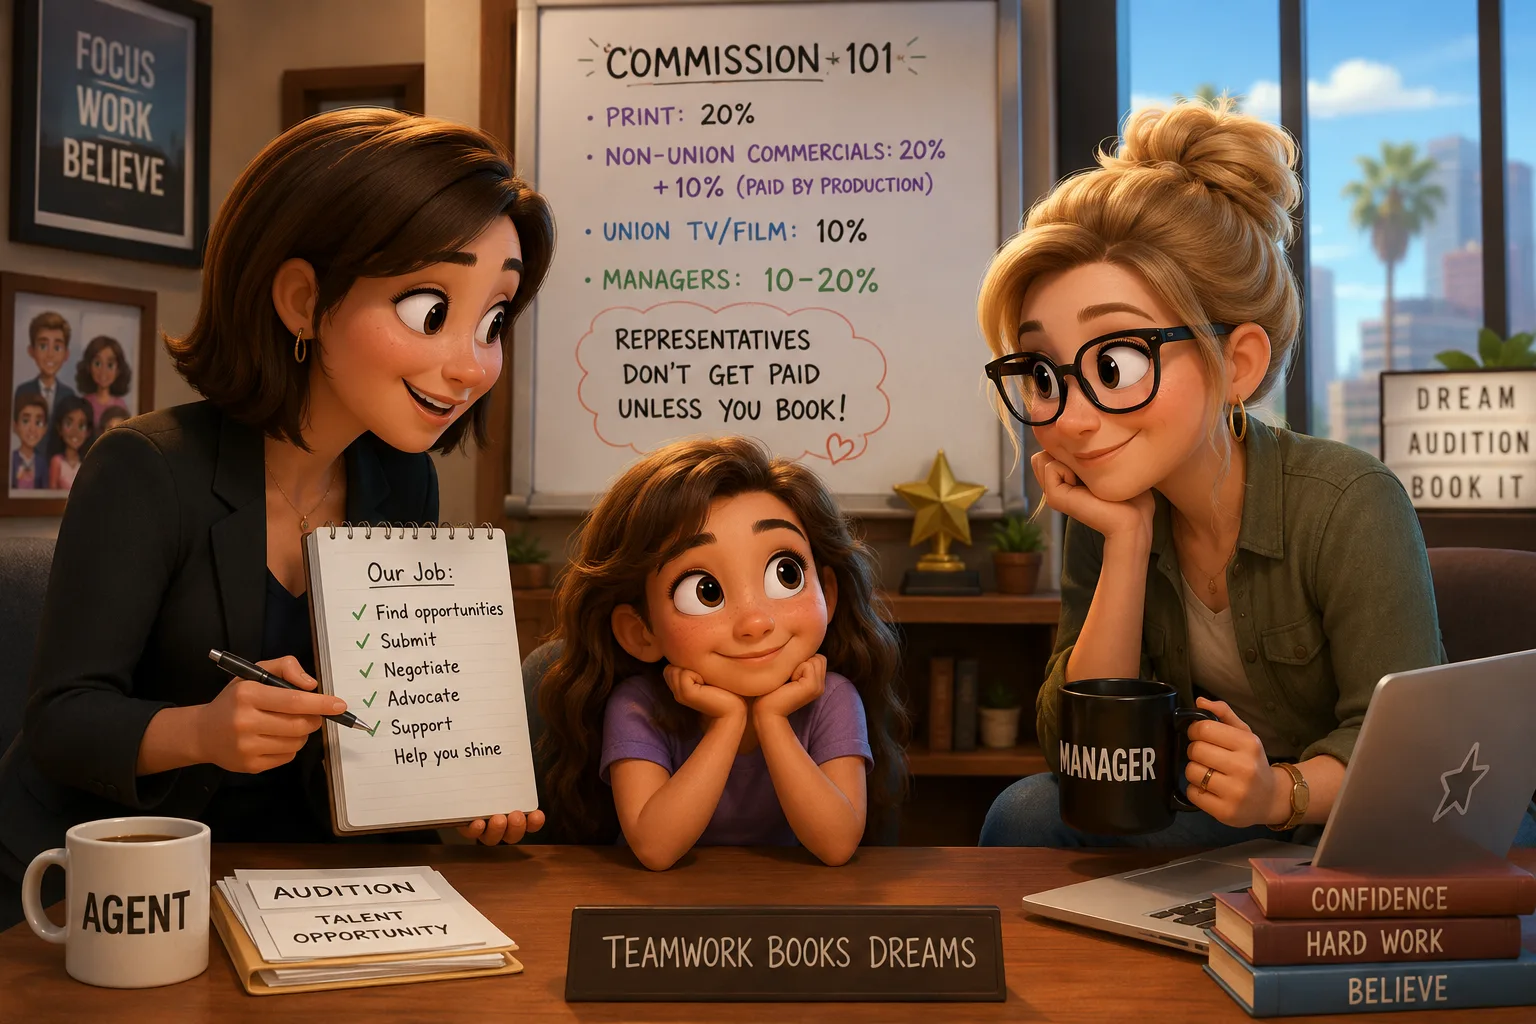 FOCUS
WORK
BELIEVE
COMMISSION 101
• PRINT: 20%
• NON-UNION COMMERCIALS: 20%
+ 10% (PAID BY PRODUCTION)
• UNION TV/FILM: 10%
• MANAGERS: 10-20%
REPRESENTATIVES
DON'T GET PAID
UNLESS YOU BOOK!
DREAM
AUDITION
BOOK IT
Our Job:
✓ Find opportunities
✓ Submit
✓ Negotiate
✓ Advocate
✓ Support
Help you shine
MANAGER
AGENT
AUDITION
TALENT
OPPORTUNITY
TEAMWORK BOOKS DREAMS
CONFIDENCE
HARD WORK
BELIEVE